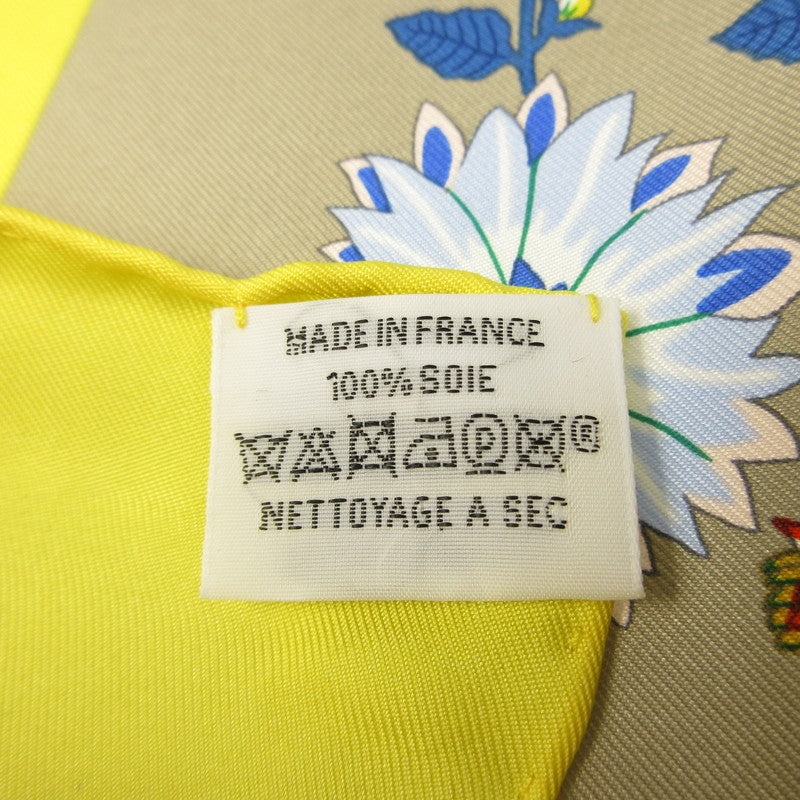 MADE IN FRANCE
100% SOIE
P ®
NETTOYAGE A SEC